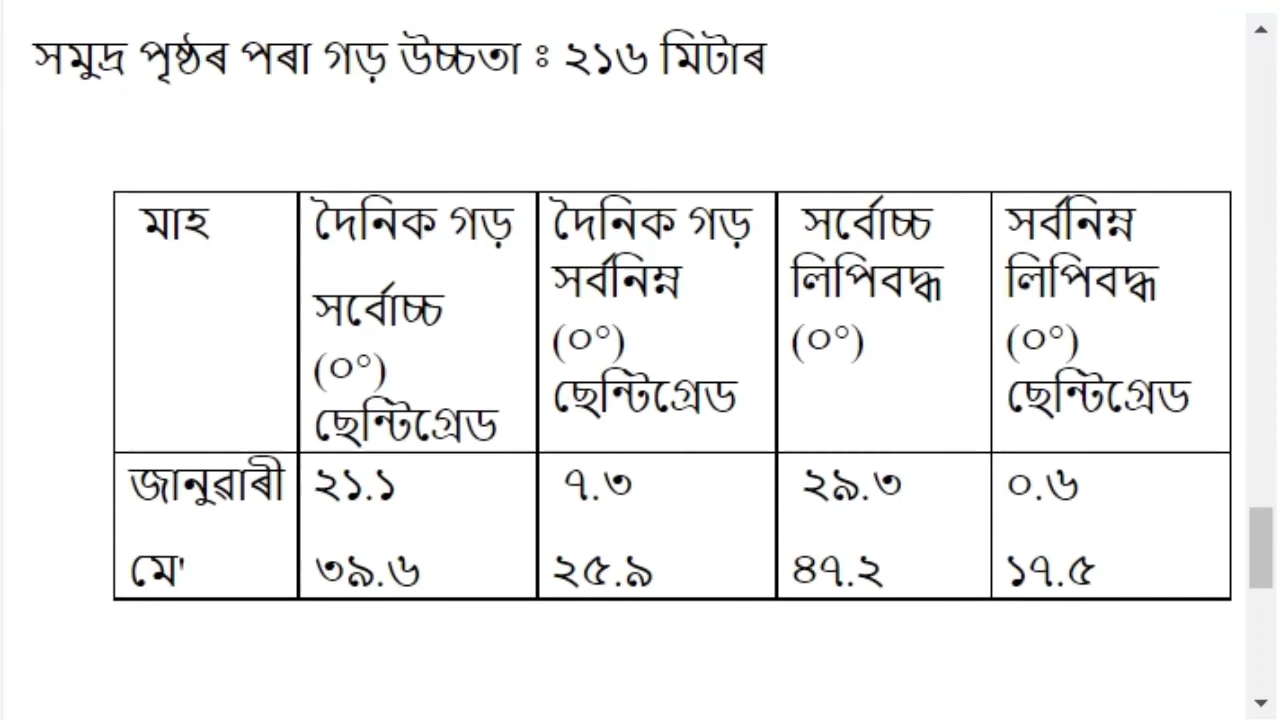 সমুদ্ৰ পৃষ্ঠৰ পৰা গড় উচ্চতা ঃ ২১৬ মিটাৰ
মাহ
দৈনিক গড়
সৰ্বোচ্চ
(০°)
ছেন্টিগ্ৰেড
দৈনিক গড়
সৰ্বনিম্ন
(০°)
ছেন্টিগ্ৰেড
সৰ্বোচ্চ
লিপিবদ্ধ
(০°)
সৰ্বনিম্ন
লিপিবদ্ধ
(০°)
ছেন্টিগ্ৰেড
জানুৱাৰী ২১.১ ৭.৩ ২৯.৩ ০.৬
মে' ৩৯.৬ ২৫.৯ ৪৭.২ ১৭.৫